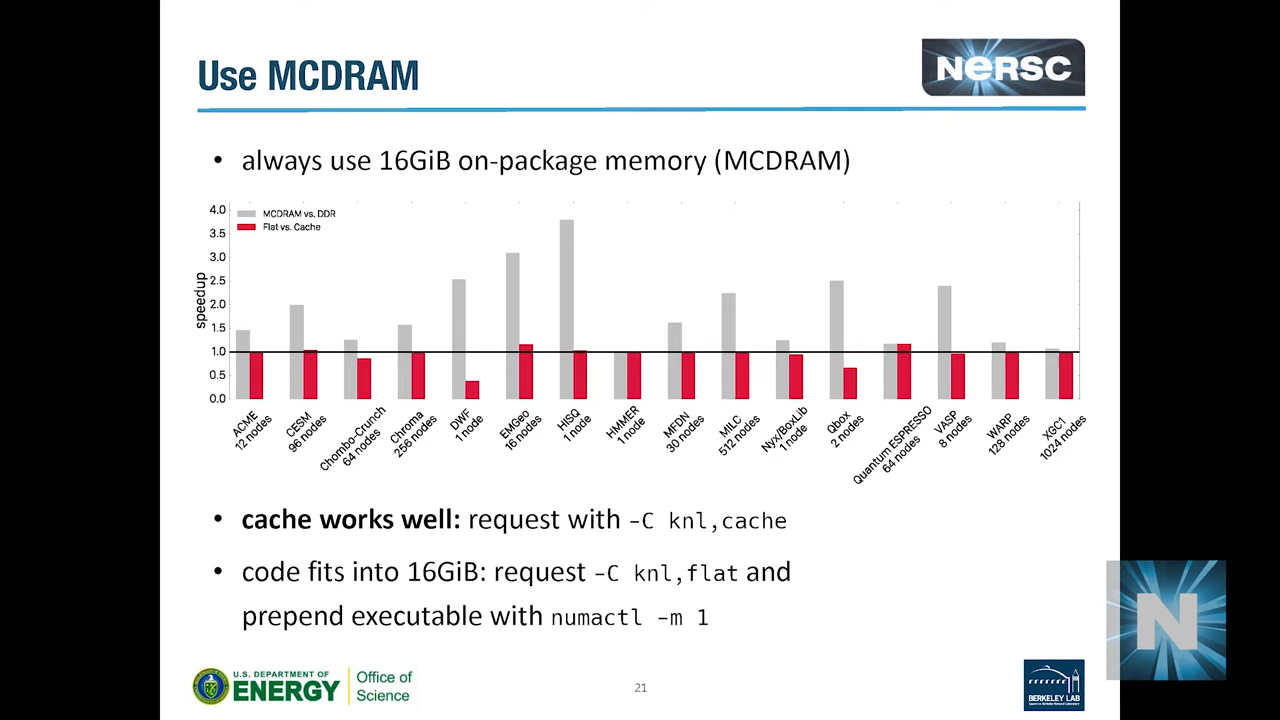 Use MCDRAM
NERSC
• always use 16GiB on-package memory (MCDRAM)
MCDRAM vs. DDR
Flat vs. Cache
speedup
4.0
3.5
3.0
2.5
2.0
1.5
1.0
0.5
0.0
ACME
12 nodes
CESM
96 nodes
Chombo-Crunch
64 nodes
Chroma
256 nodes
DWF
1 node
EMGeo
16 nodes
HISQ
1 node
HMMER
1 node
MFDN
30 nodes
MILC
512 nodes
Nyx/BoxLib
1 node
Qbox
2 nodes
Quantum ESPRESSO
64 nodes
VASP
8 nodes
WARP
128 nodes
XGC1
1024 nodes
• cache works well: request with -C knl,cache
• code fits into 16GiB: request -C knl,flat and
prepend executable with numactl -m 1
N
U.S. DEPARTMENT OF
ENERGY
Office of
Science
21
BERKELEY LAB